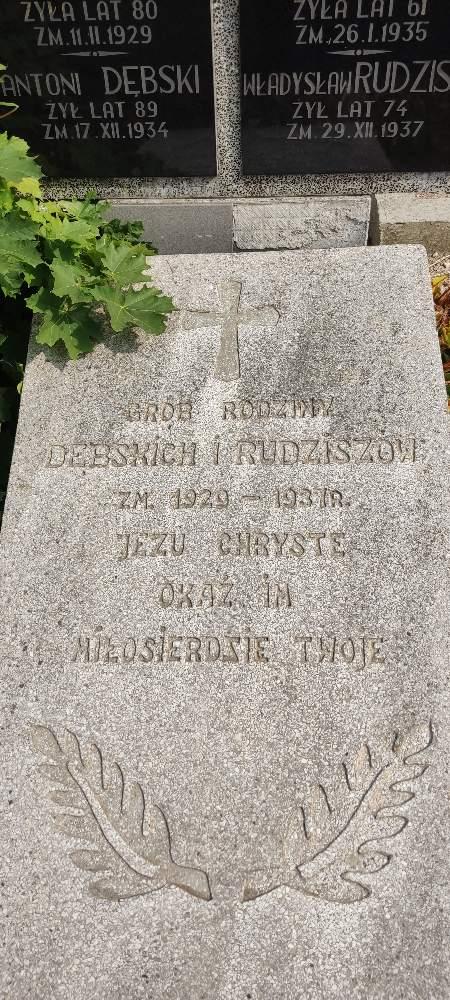 ŻYŁA LAT 80
ZM.11.II.1929
ANTONI DĘBSKI
ŻYŁ LAT 89
ZM.17.XII.1934
ŻYŁA LAT 61
ZM.26.I.1935
WŁADYSŁAW RUDZIS
ŻYŁ LAT 74
ZM. 29.XII.1937
GRÓB RODZINY
DĘBSKICH I RUDZISZÓW
ZM. 1929 - 1937R.
JEZU CHRYSTE
OKAŻ IM
MIŁOSIERDZIE TWOJE